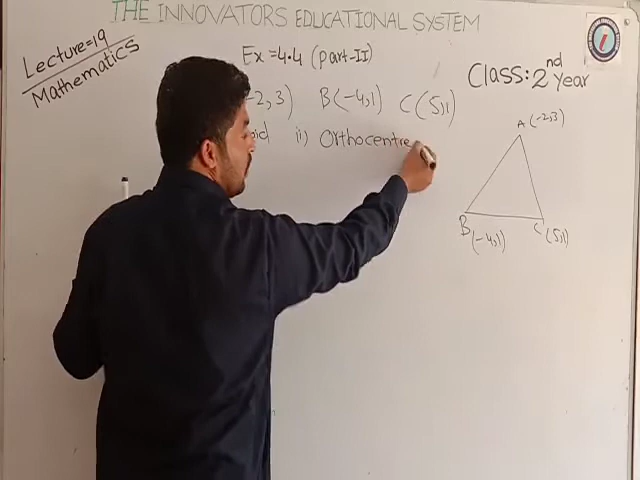 THE INNOVATORS EDUCATIONAL SYSTEM
Lecture=19
Mathematics
Ex =4.4 (part-II)
Class: 2nd year
-2,3) B(-4,1) C(5,1)
oid ii) Orthocentre
A (-2,3)
B (-4,1)
C (5,1)